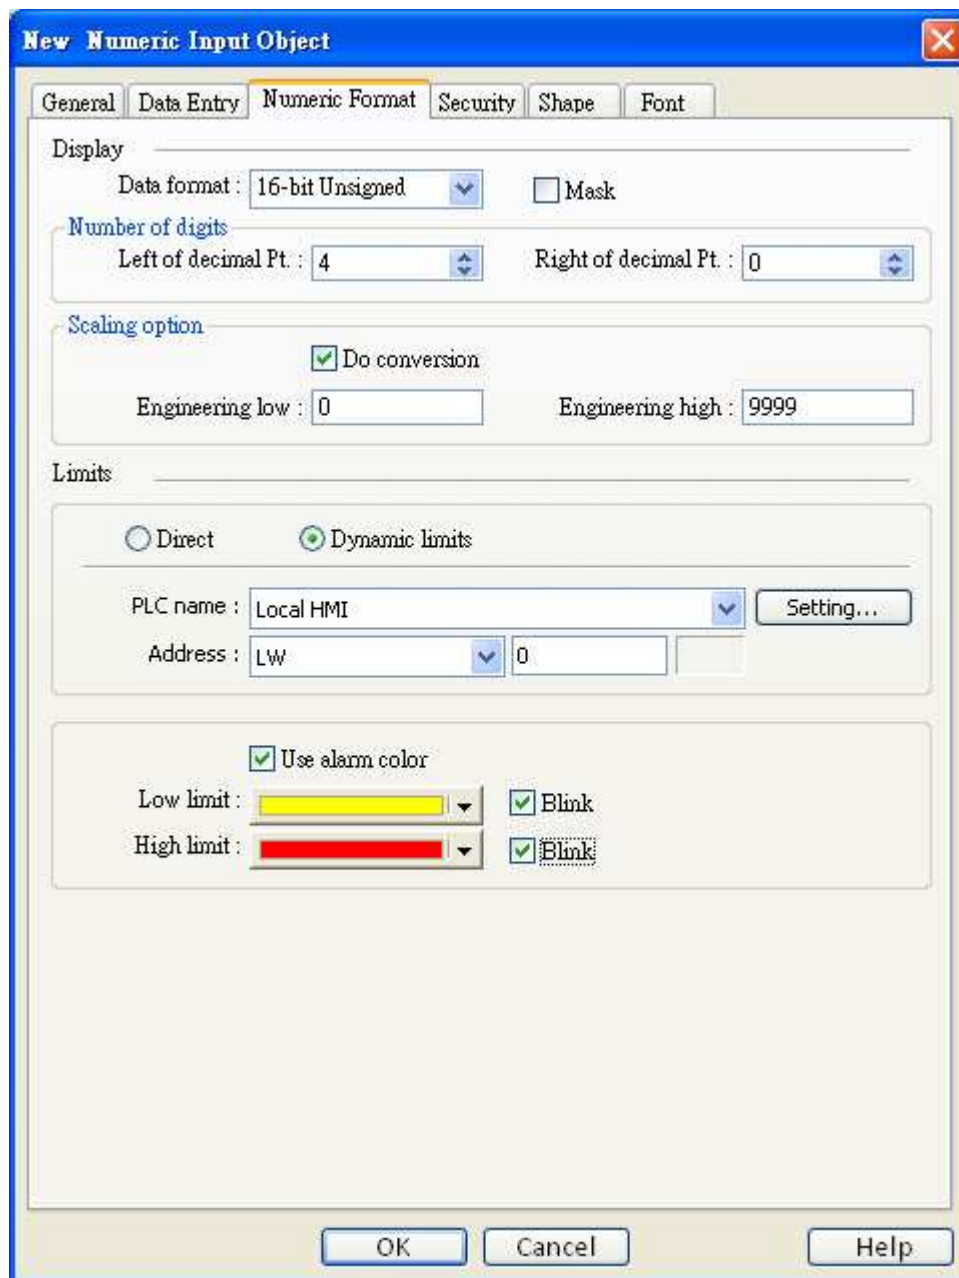 New Numeric Input Object
General Data Entry Numeric Format Security Shape Font
Display
Data format : 16-bit Unsigned Mask
Number of digits
Left of decimal Pt. : 4 Right of decimal Pt. : 0
Scaling option
Do conversion
Engineering low : 0 Engineering high : 9999
Limits
Direct Dynamic limits
PLC name : Local HMI Setting...
Address : LW 0
Use alarm color
Low limit : Blink
High limit : Blink
OK Cancel Help